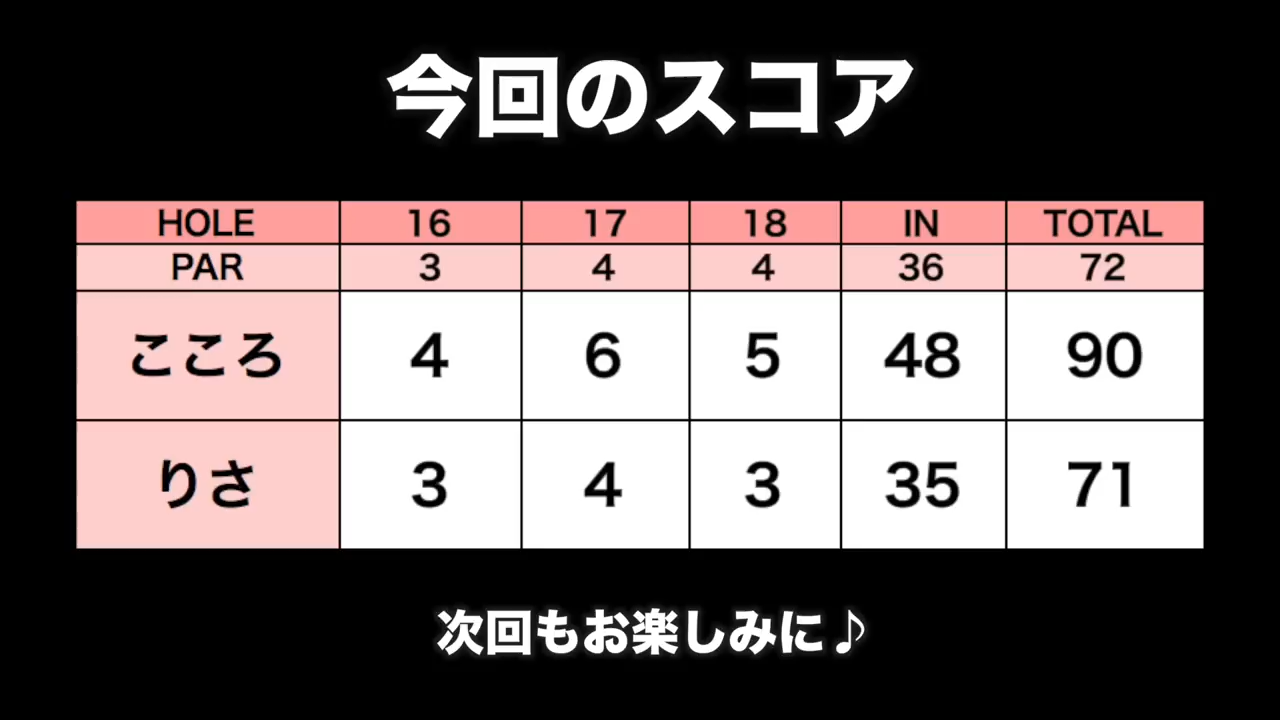 今回のスコア
HOLE 16 17 18 IN TOTAL
PAR 3 4 4 36 72
こころ 4 6 5 48 90
りさ 3 4 3 35 71
次回もお楽しみに♪